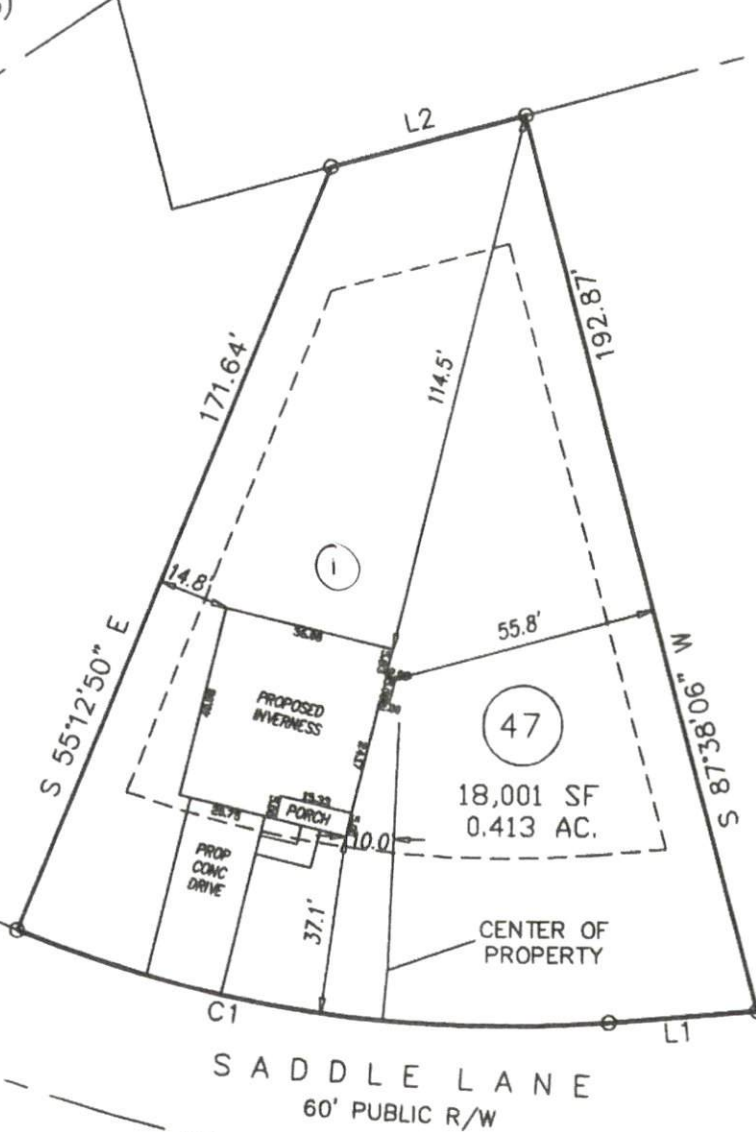 L2
192.87'
171.64'
114.5'
1
14.8'
55.8'
S 55°12'50" E
S 87°38'06" W
PROPOSED
INVERNESS
47
18,001 SF
0.413 AC.
13.33
PORCH
10.0'
PROP
CONC
DRIVE
37.1'
CENTER OF
PROPERTY
C1
L1
SADDLE LANE
60' PUBLIC R/W